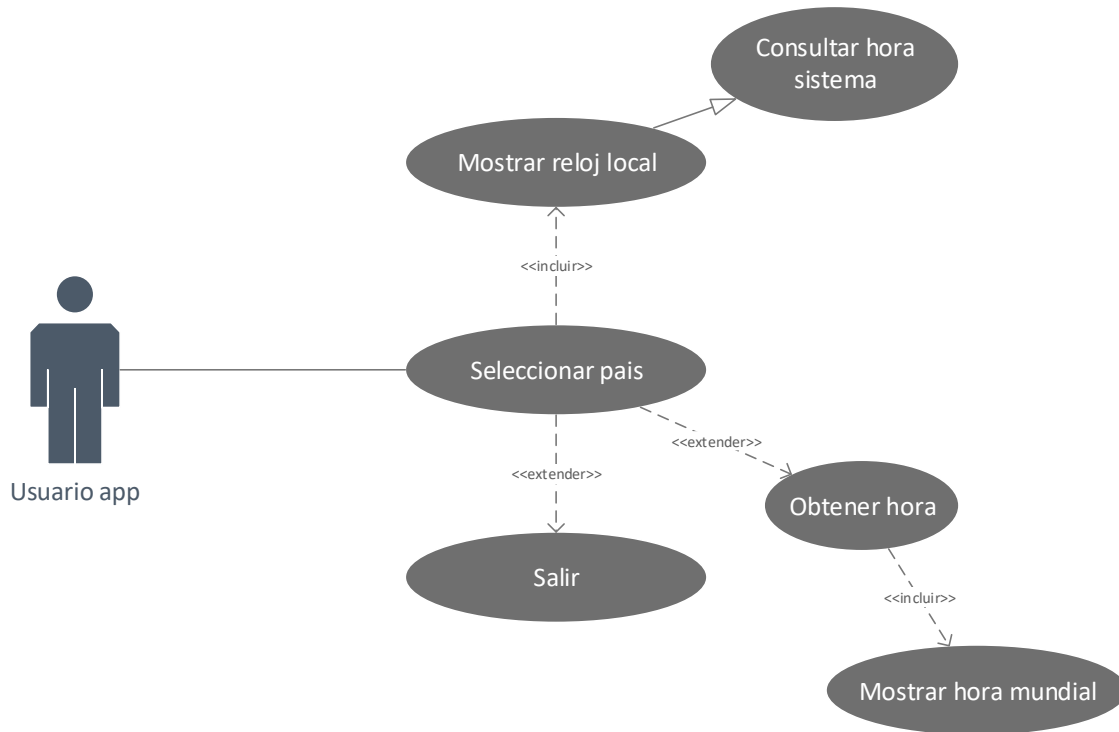 Consultar hora
sistema
Mostrar reloj local
<<incluir>>
Seleccionar pais
<<extender>>
<<extender>>
Usuario app
Obtener hora
Salir
<<incluir>>
Mostrar hora mundial